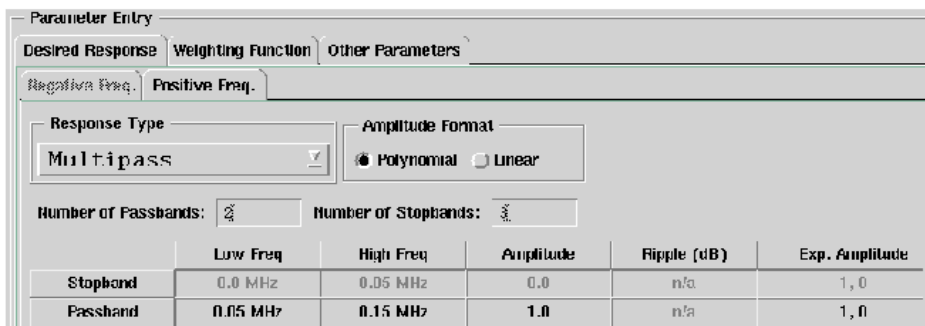 Parameter Entry
Desired Response Weighting Function Other Parameters
Negative Freq. Positive Freq.
Response Type Amplitude Format
Multipass Polynomial Linear
Number of Passbands: 2 Number of Stopbands: 3
Low Freq High Freq Amplitude Ripple (dB) Exp. Amplitude
Stopband 0.0 MHz 0.05 MHz 0.0 n/a 1, 0
Passband 0.05 MHz 0.15 MHz 1.0 n/a 1, 0